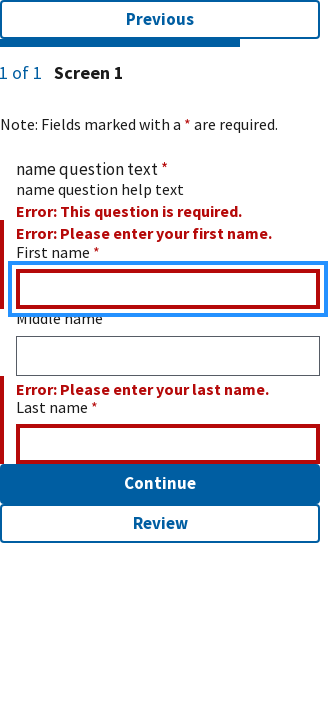 Previous
1 of 1 Screen 1
Note: Fields marked with a * are required.
name question text *
name question help text
Error: This question is required.
Error: Please enter your first name.
First name *
Middle name
Error: Please enter your last name.
Last name *
Continue
Review